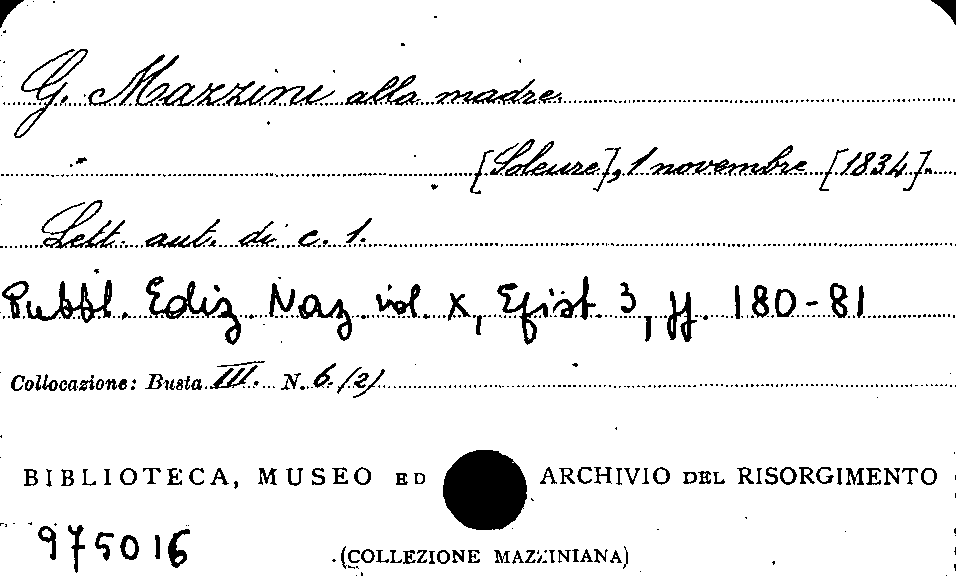 G. Mazzini alla madre.
[Soleure], 1 novembre [1834].
Lett. aut. di c. 1.
Pubbl. Ediz. Naz. vol. X, Epist. 3, pp. 180-81
Collocazione: Busta III. N. 6.(2)
BIBLIOTECA, MUSEO ED ARCHIVIO DEL RISORGIMENTO
975016
(COLLEZIONE MAZZINIANA)